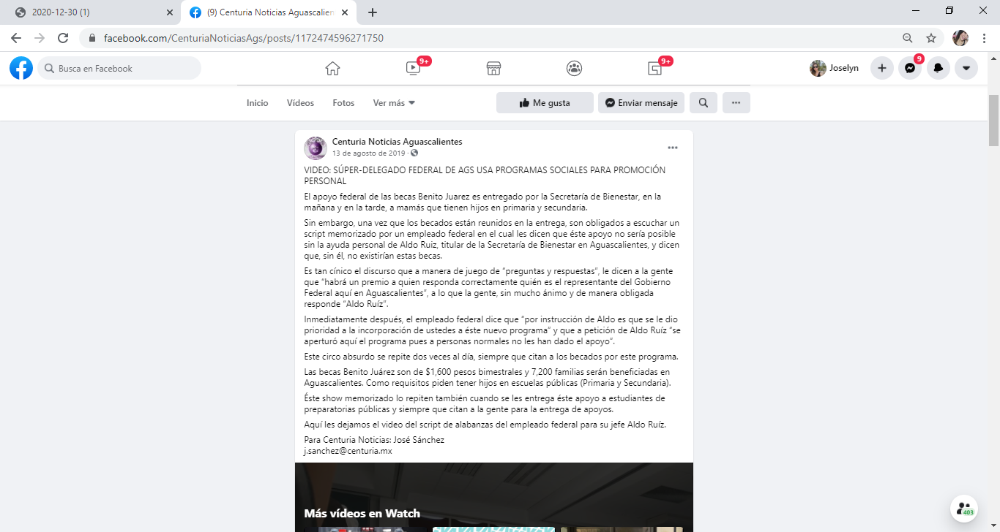 2020-12-30 (1)
(9) Centuria Noticias Aguascalien
facebook.com/CenturiaNoticiasAgs/posts/1172474596271750
Busca en Facebook
9+
9+
Joselyn
9
Inicio
Vídeos
Fotos
Ver más
Me gusta
Enviar mensaje
Centuria Noticias Aguascalientes
13 de agosto de 2019 ·
VIDEO: SÚPER-DELEGADO FEDERAL DE AGS USA PROGRAMAS SOCIALES PARA PROMOCIÓN
PERSONAL
El apoyo federal de las becas Benito Juarez es entregado por la Secretaría de Bienestar, en la
mañana y en la tarde, a mamás que tienen hijos en primaria y secundaria.
Sin embargo, una vez que los becados están reunidos en la entrega, son obligados a escuchar un
script memorizado por un empleado federal en el cual les dicen que éste apoyo no sería posible
sin la ayuda personal de Aldo Ruiz, titular de la Secretaría de Bienestar en Aguascalientes, y dicen
que, sin él, no existirían estas becas.
Es tan cínico el discurso que a manera de juego de “preguntas y respuestas”, le dicen a la gente
que “habrá un premio a quien responda correctamente quién es el representante del Gobierno
Federal aquí en Aguascalientes”, a lo que la gente, sin mucho ánimo y de manera obligada
responde “Aldo Ruíz”.
Inmediatamente después, el empleado federal dice que “por instrucción de Aldo es que se le dio
prioridad a la incorporación de ustedes a éste nuevo programa” y que a petición de Aldo Ruíz “se
aperturó aquí el programa pues a personas normales no les han dado el apoyo”.
Este circo absurdo se repite dos veces al día, siempre que citan a los becados por este programa.
Las becas Benito Juárez son de $1,600 pesos bimestrales y 7,200 familias serán beneficiadas en
Aguascalientes. Como requisitos piden tener hijos en escuelas públicas (Primaria y Secundaria).
Éste show memorizado lo repiten también cuando se les entrega éste apoyo a estudiantes de
preparatorias públicas y siempre que citan a la gente para la entrega de apoyos.
Aquí les dejamos el video del script de alabanzas del empleado federal para su jefe Aldo Ruíz.
Para Centuria Noticias: José Sánchez
j.sanchez@centuria.mx
Más vídeos en Watch
403